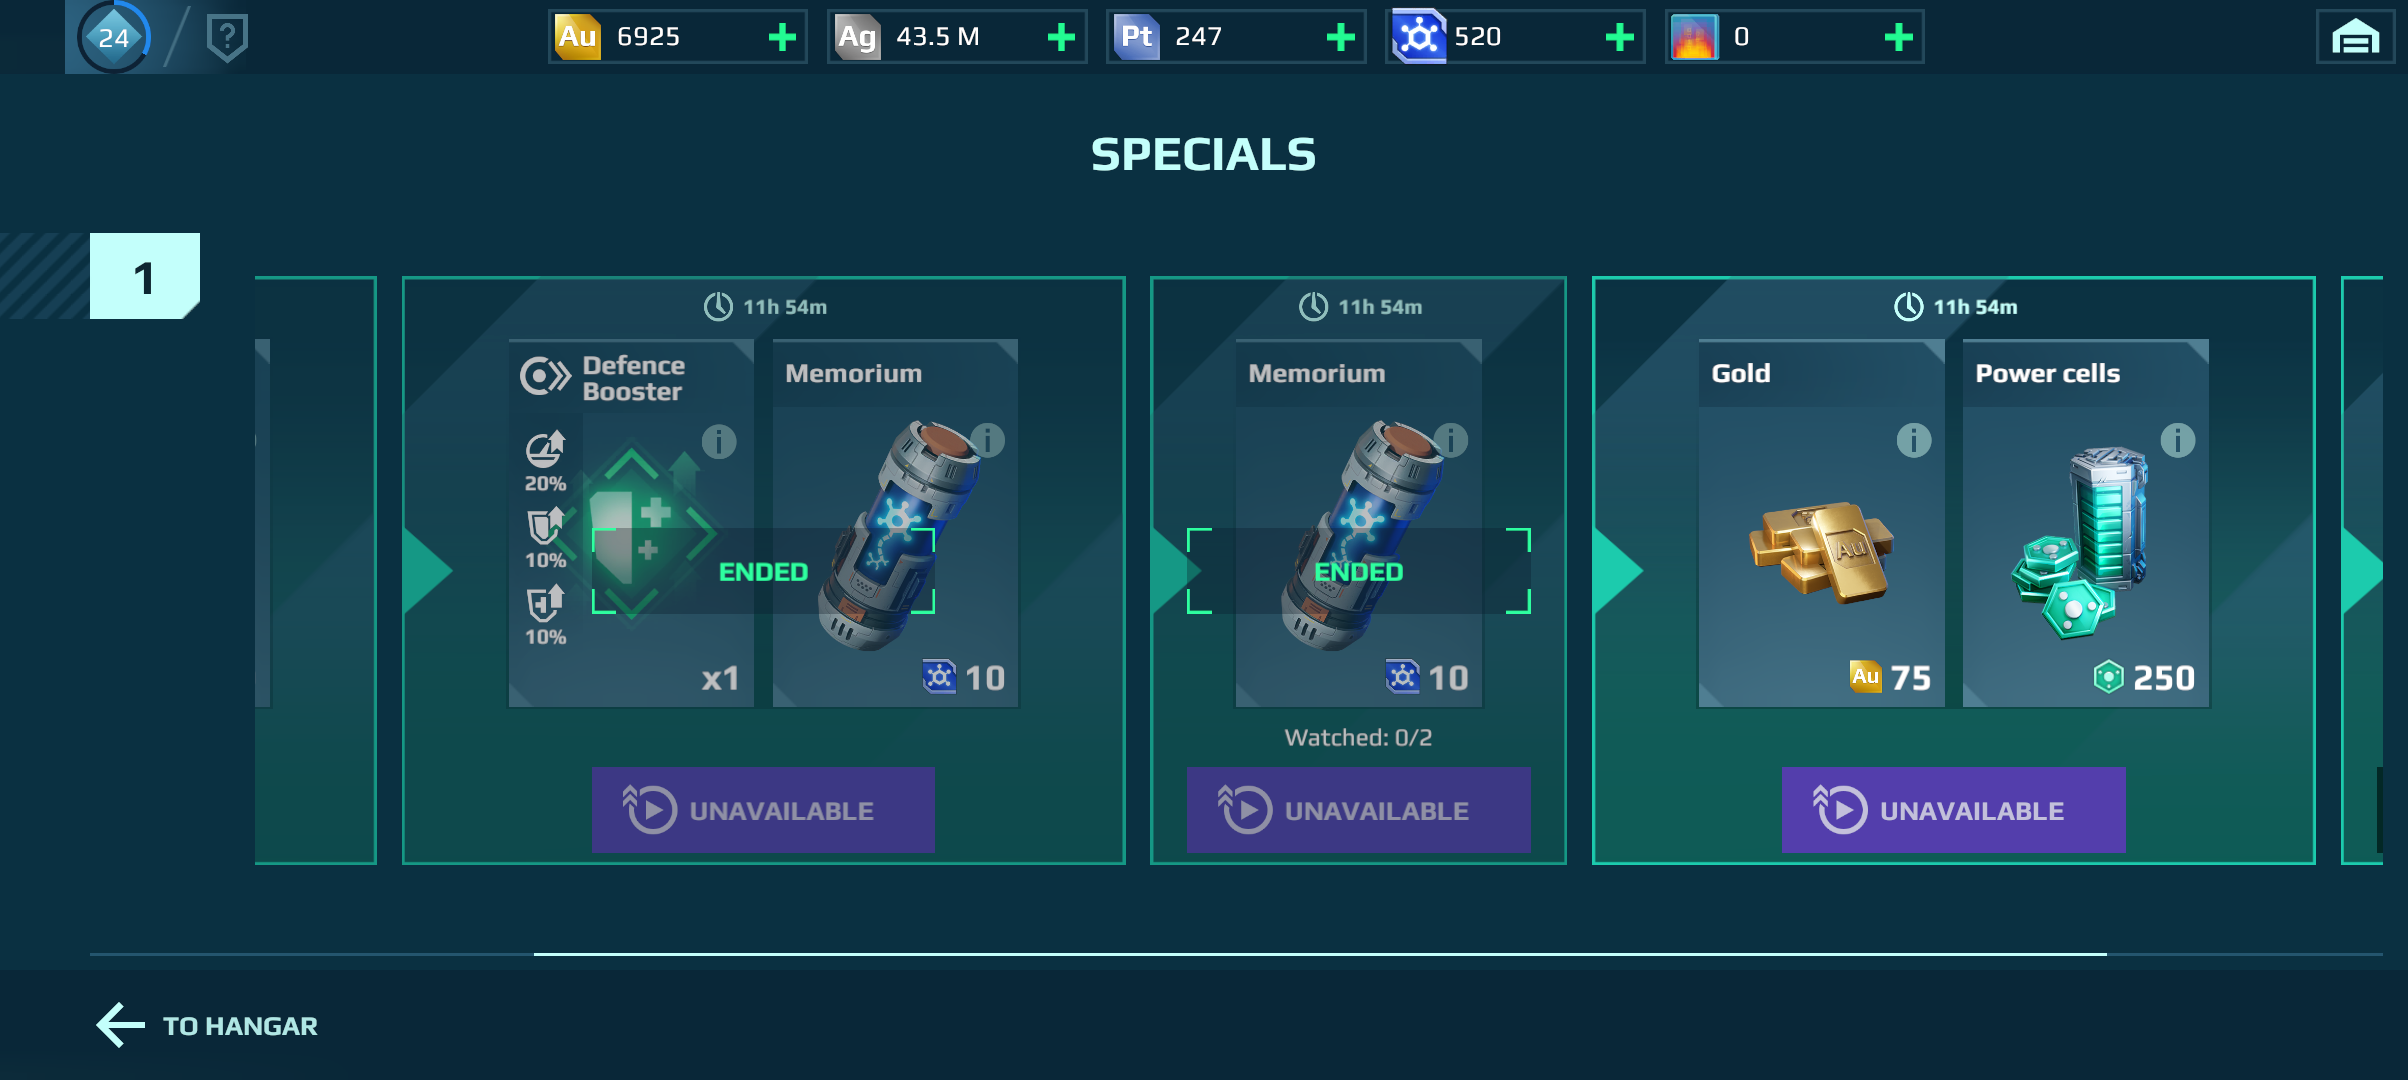 24
?
Au 6925
Ag 43.5 M
Pt 247
520
0
SPECIALS
1
11h 54m
Defence
Booster
20%
10%
10%
x1
Memorium
10
ENDED
UNAVAILABLE
11h 54m
Memorium
10
ENDED
Watched: 0/2
UNAVAILABLE
11h 54m
Gold
Au
Au 75
Power cells
250
UNAVAILABLE
TO HANGAR